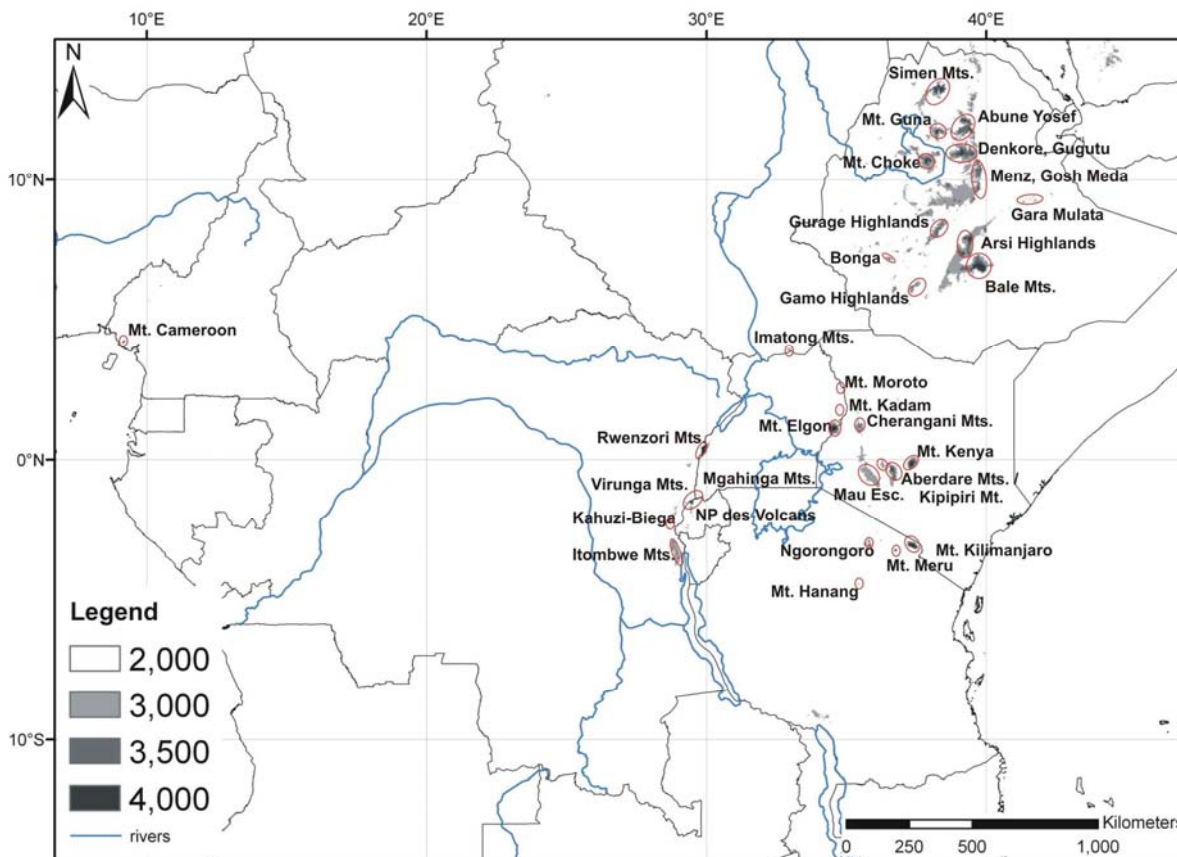 10°E
20°E
30°E
40°E
N
Simen Mts.
Mt. Guna
Abune Yosef
Denkore, Gugutu
Mt. Choke
10°N
Menz, Gosh Meda
Gara Mulata
Gurage Highlands
Arsi Highlands
Bonga
Bale Mts.
Gamo Highlands
Mt. Cameroon
Imatong Mts.
Mt. Moroto
Mt. Kadam
Cherangani Mts.
Mt. Elgon
Rwenzori Mts.
Mt. Kenya
0°N
Aberdare Mts.
Mgahinga Mts.
Virunga Mts.
Mau Esc.
Kipipiri Mt.
NP des Volcans
Kahuzi-Biega
Itombwe Mts.
Ngorongoro
Mt. Kilimanjaro
Mt. Meru
Mt. Hanang
Legend
2,000
3,000
3,500
4,000
rivers
10°S
Kilometers
0 250 500 1,000